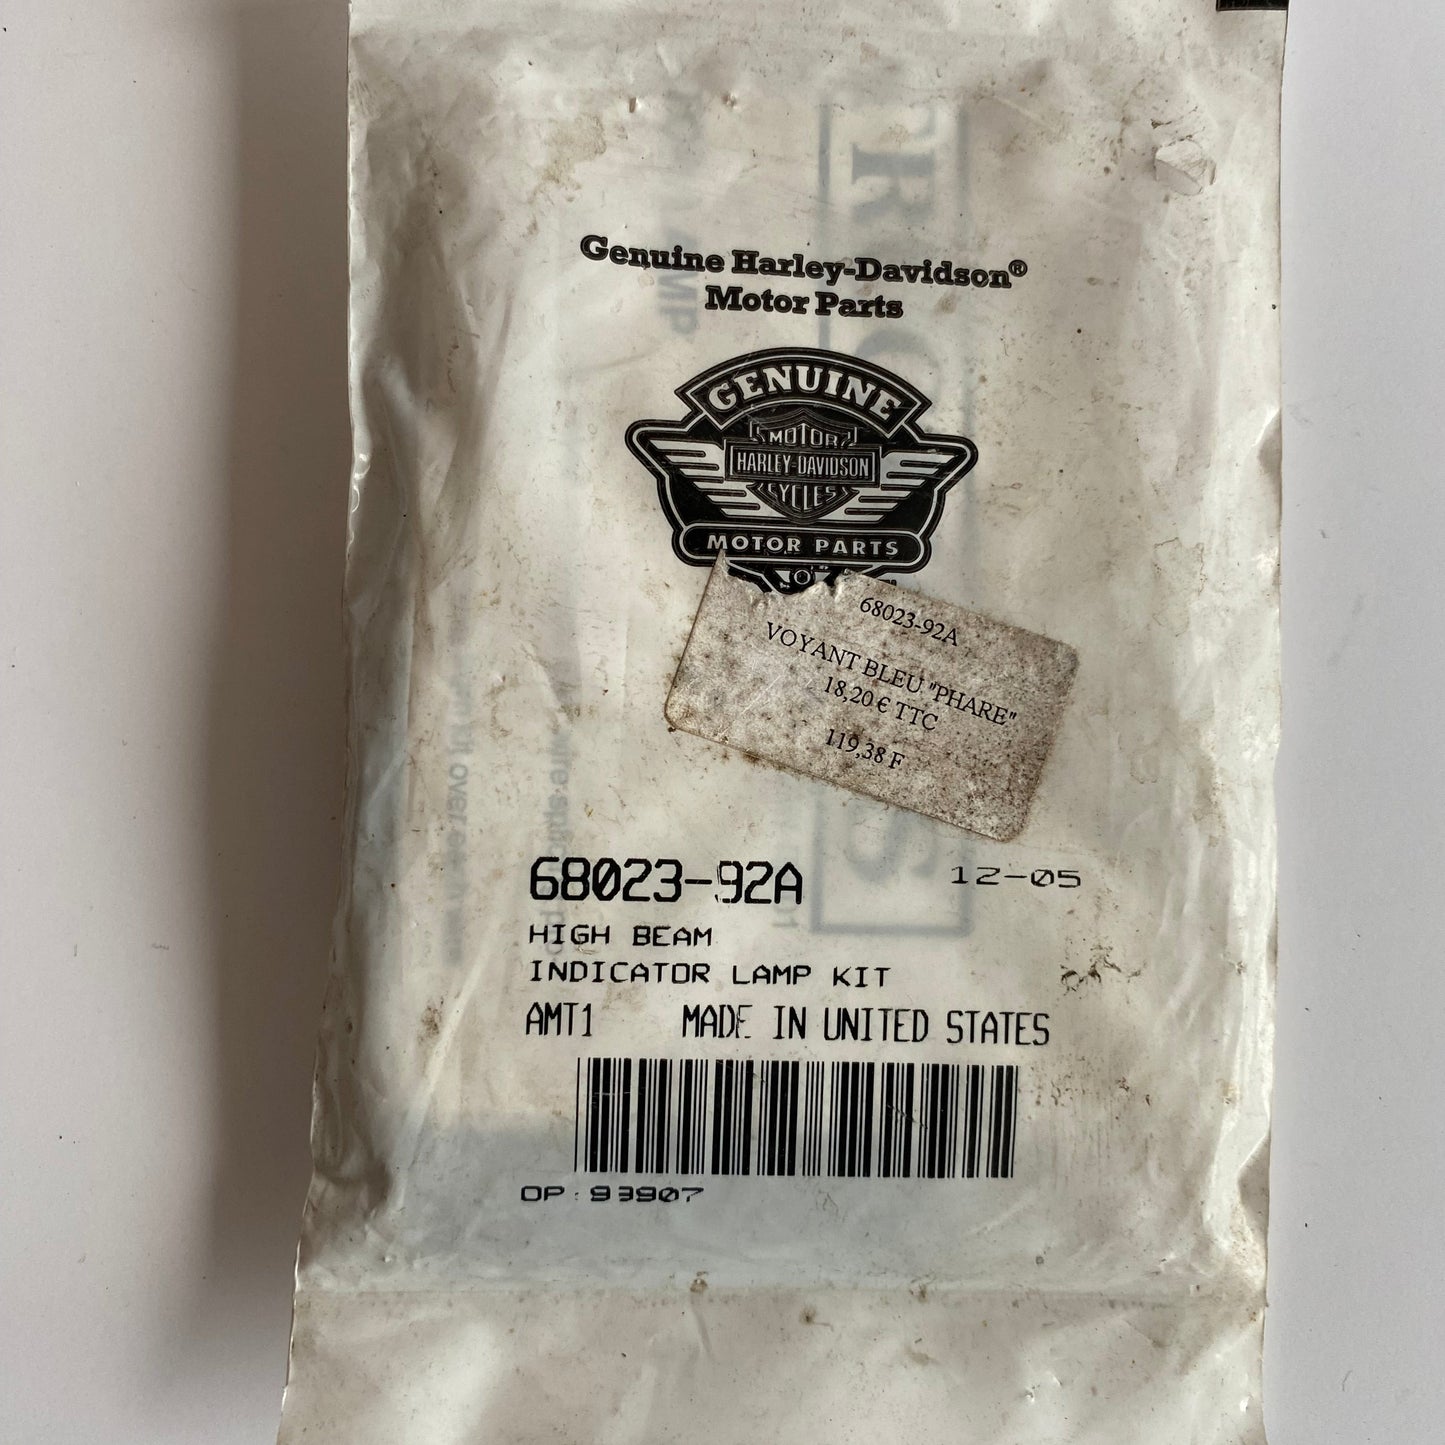 Genuine Harley-Davidson®
Motor Parts
GENUINE
MOTOR
HARLEY-DAVIDSON
CYCLES
MOTOR PARTS
68023-92A
VOYANT BLEU "PHARE"
18,20 € TTC
119,38 F
68023-92A 12-05
HIGH BEAM
INDICATOR LAMP KIT
AMT1 MADE IN UNITED STATES
OP: 93907